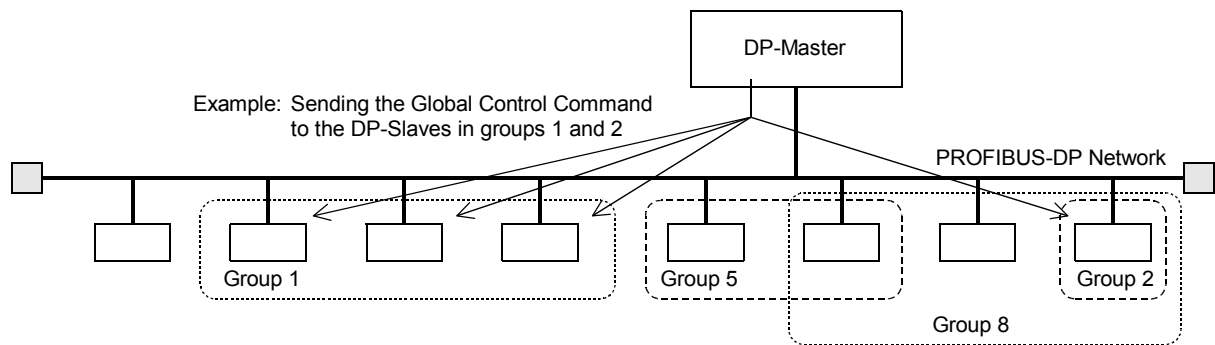 DP-Master
Example: Sending the Global Control Command
to the DP-Slaves in groups 1 and 2
PROFIBUS-DP Network
Group 1
Group 5
Group 2
Group 8